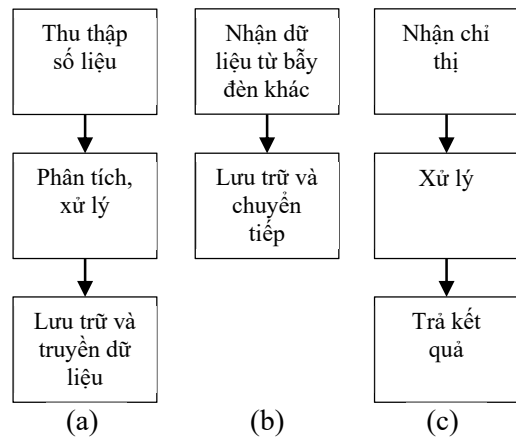 Thu thập
số liệu
Phân tích,
xử lý
Lưu trữ và
truyền dữ
liệu
(a)
Nhận dữ
liệu từ bẫy
đèn khác
Lưu trữ và
chuyển
tiếp
(b)
Nhận chỉ
thị
Xử lý
Trả kết
quả
(c)